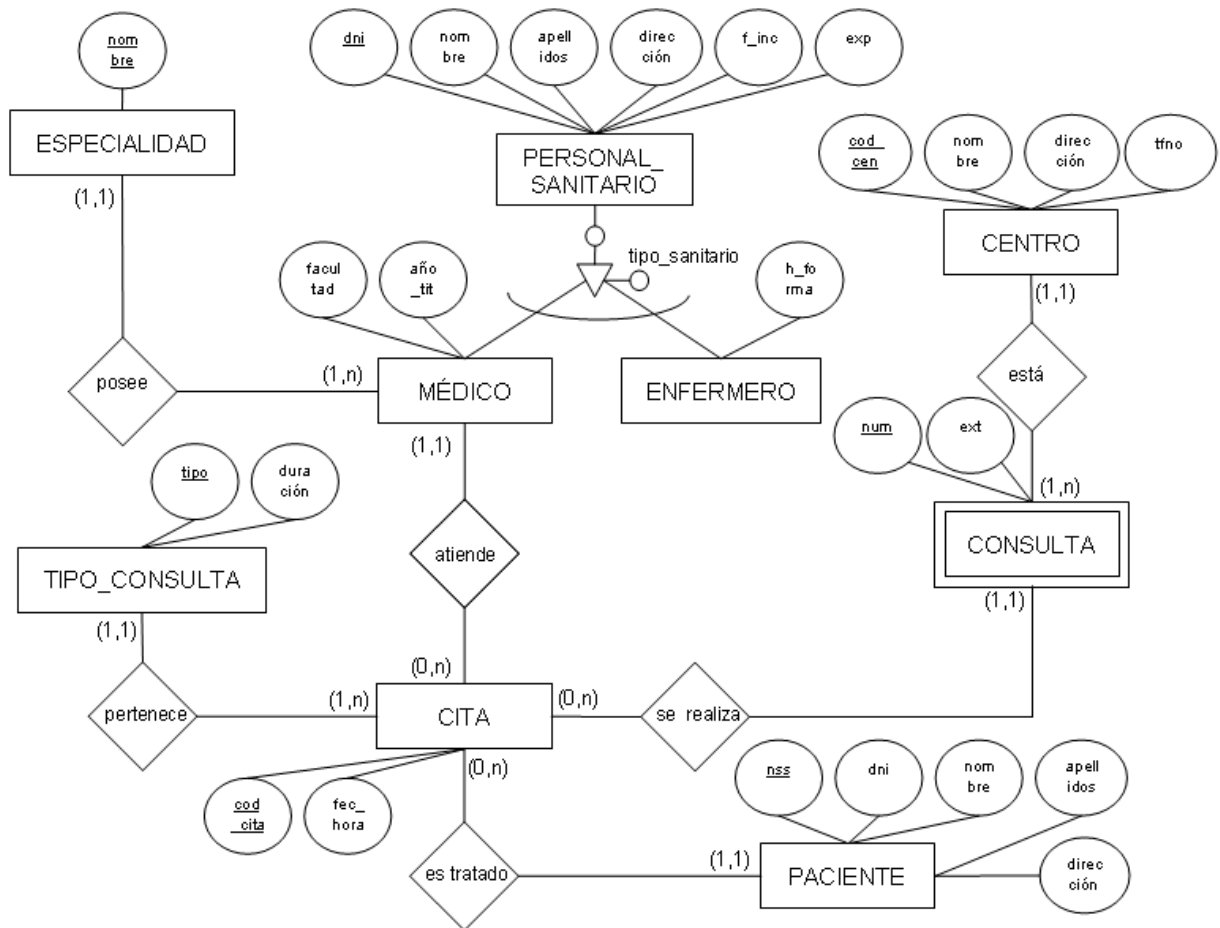 nom
bre
dni
nom
bre
apell
idos
direc
ción
f_inc
exp
ESPECIALIDAD
(1,1)
PERSONAL_
SANITARIO
cod_
cen
nom
bre
direc
ción
tfno
CENTRO
(1,1)
tipo_sanitario
facul
tad
año
_tit
h_fo
rma
posee
(1,n)
MÉDICO
(1,1)
ENFERMERO
está
num
ext
(1,n)
CONSULTA
(1,1)
tipo
dura
ción
TIPO_CONSULTA
(1,1)
atiende
(0,n)
pertenece
(1,n)
CITA
(0,n)
se realiza
(0,n)
cod
_cita
fec_
hora
es tratado
nss
dni
nom
bre
apell
idos
(1,1)
PACIENTE
direc
ción